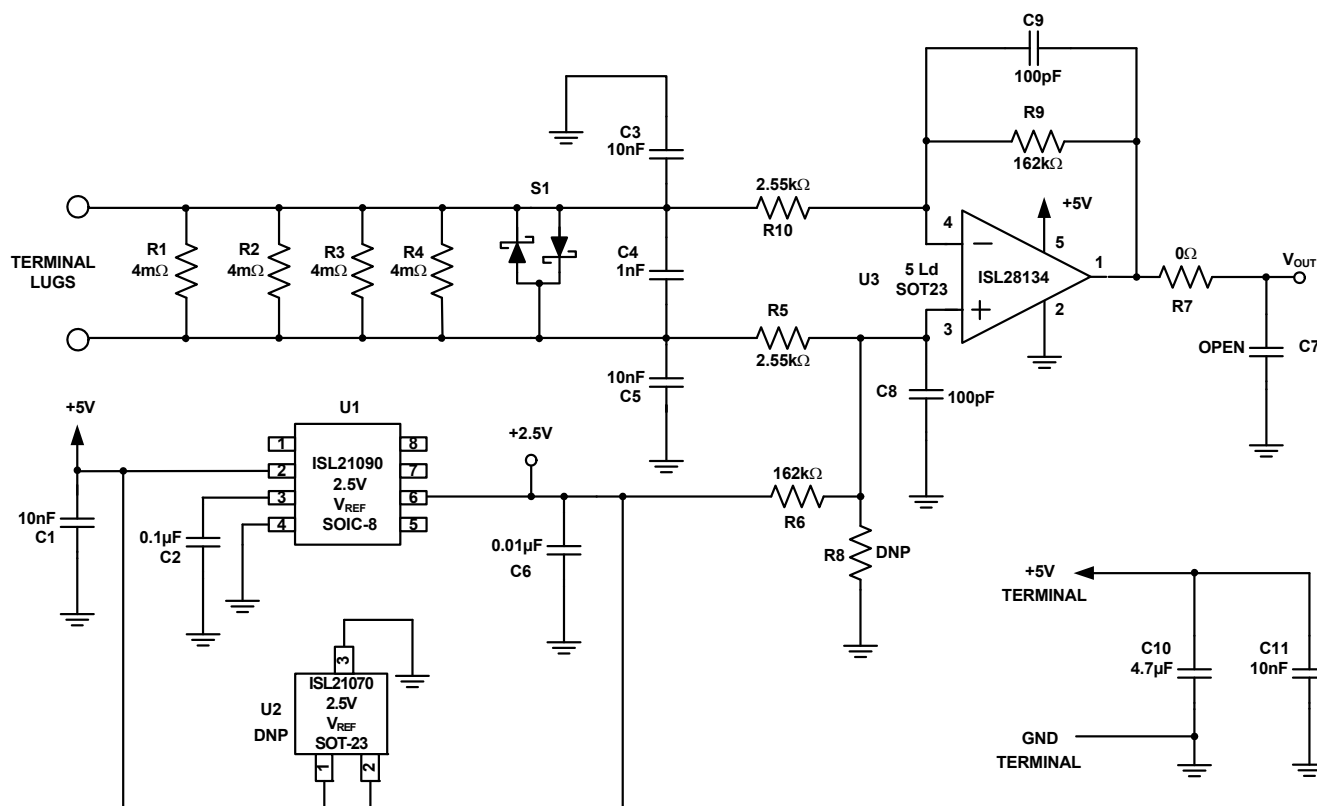 C9
100pF
R9
162kΩ
C3
10nF
S1
2.55kΩ
R10
+5V
4
5
TERMINAL
LUGS
R1
4mΩ
R2
4mΩ
R3
4mΩ
R4
4mΩ
C4
1nF
U3
5 Ld
SOT23
ISL28134
1
0Ω
R7
VOUT
2
3
R5
2.55kΩ
OPEN
C7
10nF
C5
C8
100pF
+5V
U1
+2.5V
1
2
3
4
ISL21090
2.5V
VREF
SOIC-8
8
7
6
5
10nF
C1
0.1µF
C2
0.01µF
C6
162kΩ
R6
R8
DNP
+5V
TERMINAL
C10
4.7µF
C11
10nF
GND
TERMINAL
U2
DNP
3
ISL21070
2.5V
VREF
SOT-23
1
2